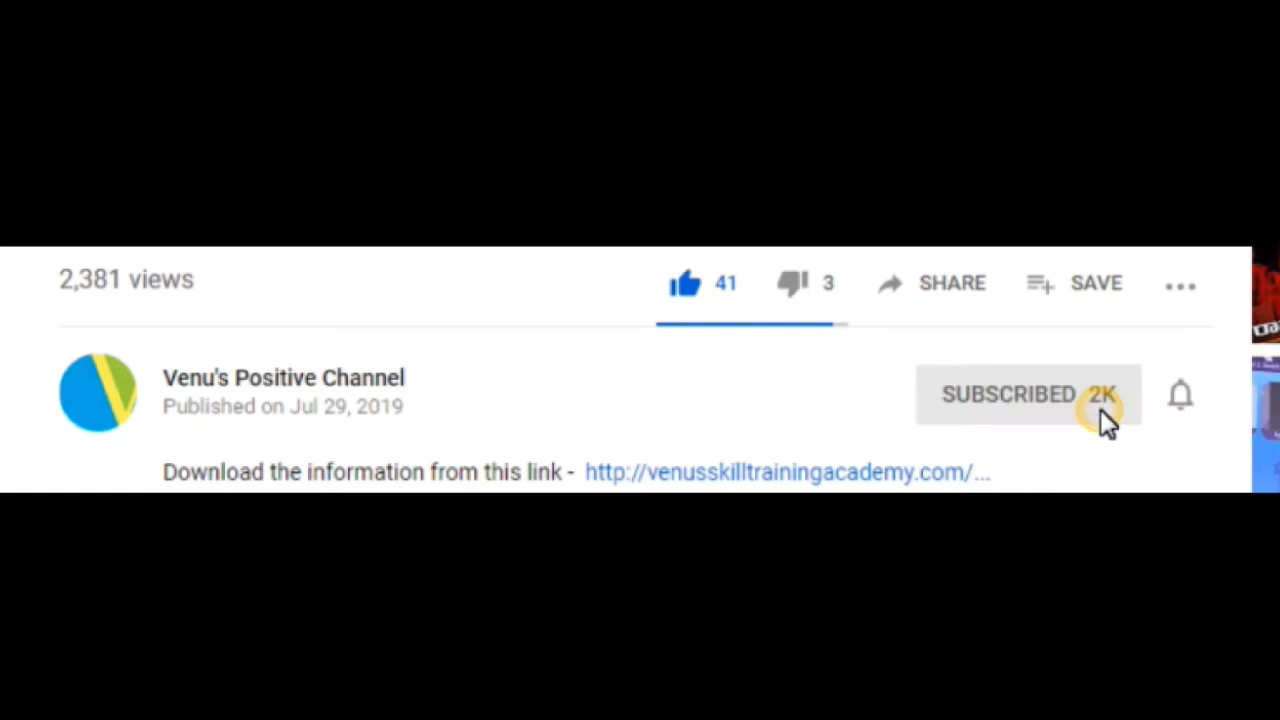 2,381 views
41 3 SHARE SAVE
Venu's Positive Channel
SUBSCRIBED 2K
Published on Jul 29, 2019
Download the information from this link - http://venusskilltrainingacademy.com/...